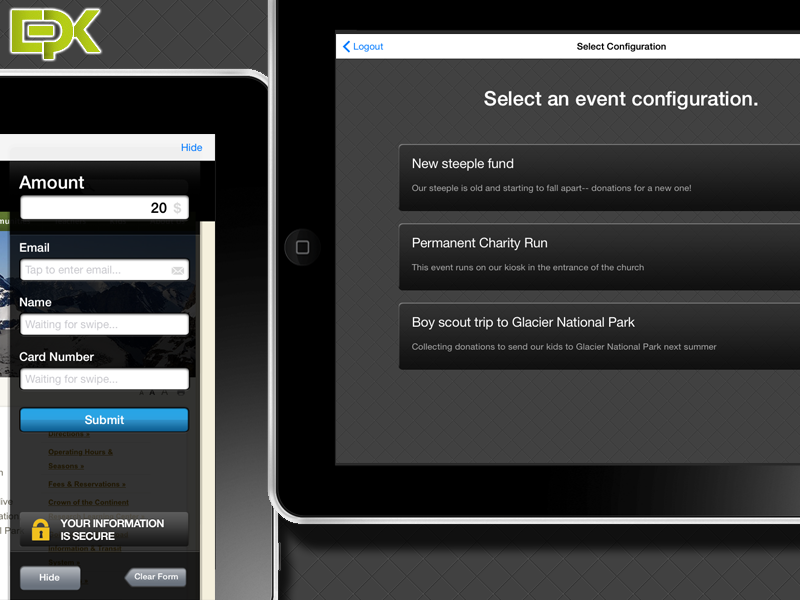 EPK
Hide
Amount
20 $
Email
Tap to enter email...
Name
Waiting for swipe...
Card Number
Waiting for swipe...
Submit
Directions »
Operating Hours &
Seasons »
Fees & Reservations »
Crown of the Continent
YOUR INFORMATION
IS SECURE
Information & Transit
Hide
Clear Form
Logout
Select Configuration
Select an event configuration.
New steeple fund
Our steeple is old and starting to fall apart-- donations for a new one!
Permanent Charity Run
This event runs on our kiosk in the entrance of the church
Boy scout trip to Glacier National Park
Collecting donations to send our kids to Glacier National Park next summer